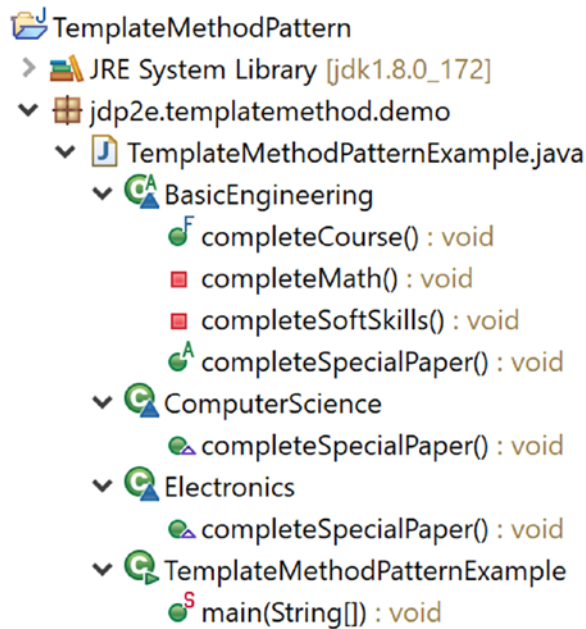 TemplateMethodPattern
JRE System Library [jdk1.8.0_172]
jdp2e.templatemethod.demo
TemplateMethodPatternExample.java
BasicEngineering
completeCourse() : void
completeMath() : void
completeSoftSkills() : void
completeSpecialPaper() : void
ComputerScience
completeSpecialPaper() : void
Electronics
completeSpecialPaper() : void
TemplateMethodPatternExample
main(String[]) : void